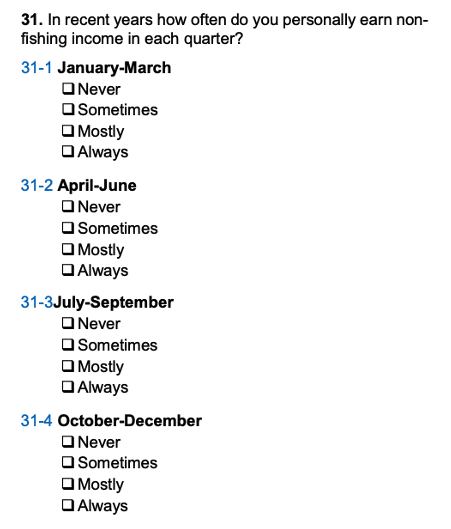 31. In recent years how often do you personally earn non-
fishing income in each quarter?
31-1 January-March
❑ Never
❑ Sometimes
❑ Mostly
❑ Always
31-2 April-June
❑ Never
❑ Sometimes
❑ Mostly
❑ Always
31-3July-September
❑ Never
❑ Sometimes
❑ Mostly
❑ Always
31-4 October-December
❑ Never
❑ Sometimes
❑ Mostly
❑ Always